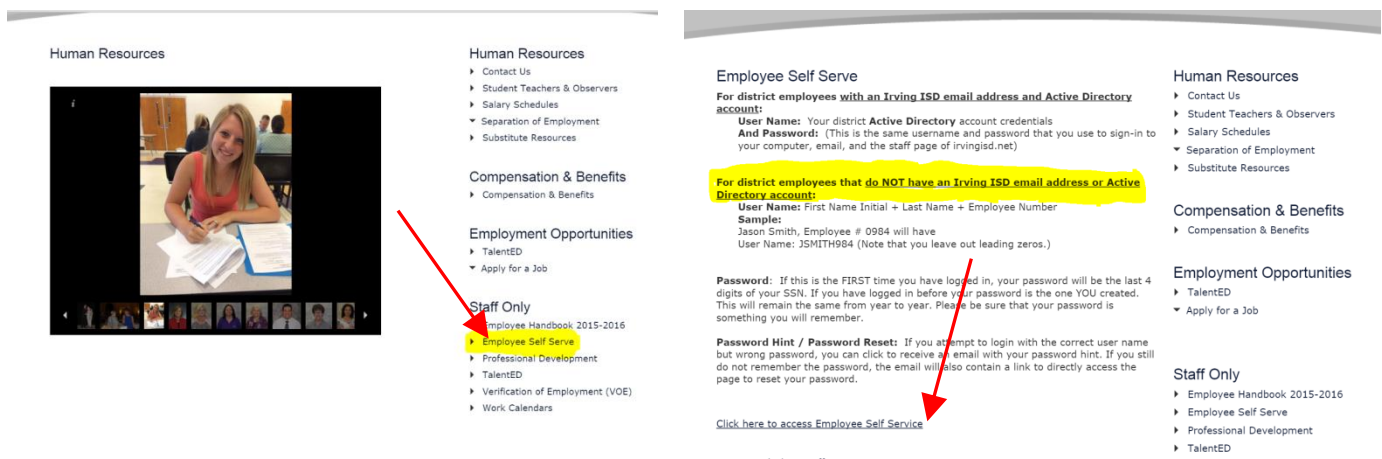 Human Resources
i
Human Resources
Contact Us
Student Teachers & Observers
Salary Schedules
Separation of Employment
Substitute Resources
Compensation & Benefits
Compensation & Benefits
Employment Opportunities
TalentED
Apply for a Job
Staff Only
Employee Handbook 2015-2016
Employee Self Serve
Professional Development
TalentED
Verification of Employment (VOE)
Work Calendars
Employee Self Serve
For district employees with an Irving ISD email address and Active Directory
account:
User Name: Your district Active Directory account credentials
And Password: (This is the same username and password that you use to sign-in to
your computer, email, and the staff page of irvingisd.net)
For district employees that do NOT have an Irving ISD email address or Active
Directory account:
User Name: First Name Initial + Last Name + Employee Number
Sample:
Jason Smith, Employee # 0984 will have
User Name: JSMITH984 (Note that you leave out leading zeros.)
Password: If this is the FIRST time you have logged in, your password will be the last 4
digits of your SSN. If you have logged in before your password is the one YOU created.
This will remain the same from year to year. Please be sure that your password is
something you will remember.
Password Hint / Password Reset: If you attempt to login with the correct user name
but wrong password, you can click to receive an email with your password hint. If you still
do not remember the password, the email will also contain a link to directly access the
page to reset your password.
Click here to access Employee Self Service
Human Resources
Contact Us
Student Teachers & Observers
Salary Schedules
Separation of Employment
Substitute Resources
Compensation & Benefits
Compensation & Benefits
Employment Opportunities
TalentED
Apply for a Job
Staff Only
Employee Handbook 2015-2016
Employee Self Serve
Professional Development
TalentED